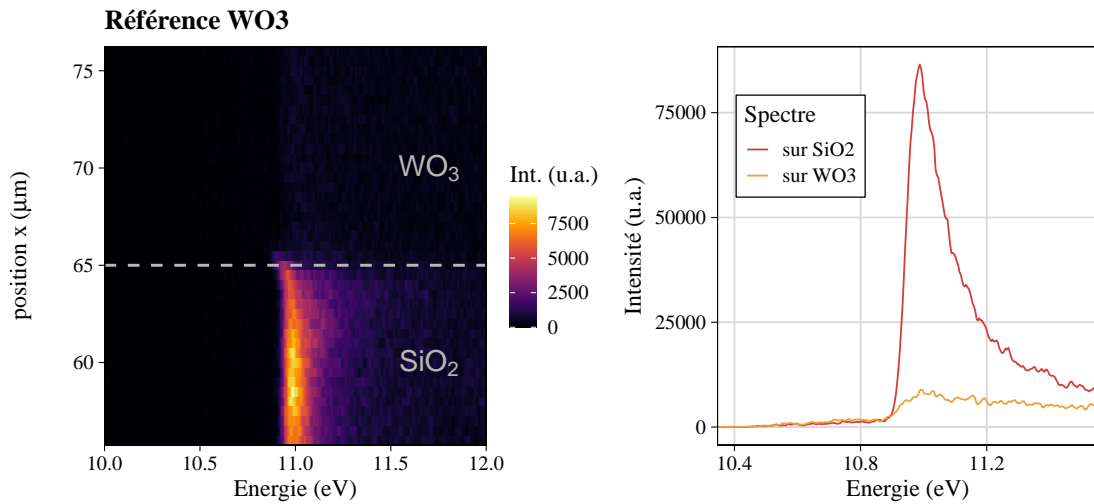 Référence WO3
position x (μm)
75
70
65
60
WO₃
SiO₂
10.0 10.5 11.0 11.5 12.0
Energie (eV)
Int. (u.a.)
7500
5000
2500
0
Intensité (u.a.)
75000
50000
25000
0
Spectre
sur SiO2
sur WO3
10.4 10.8 11.2
Energie (eV)